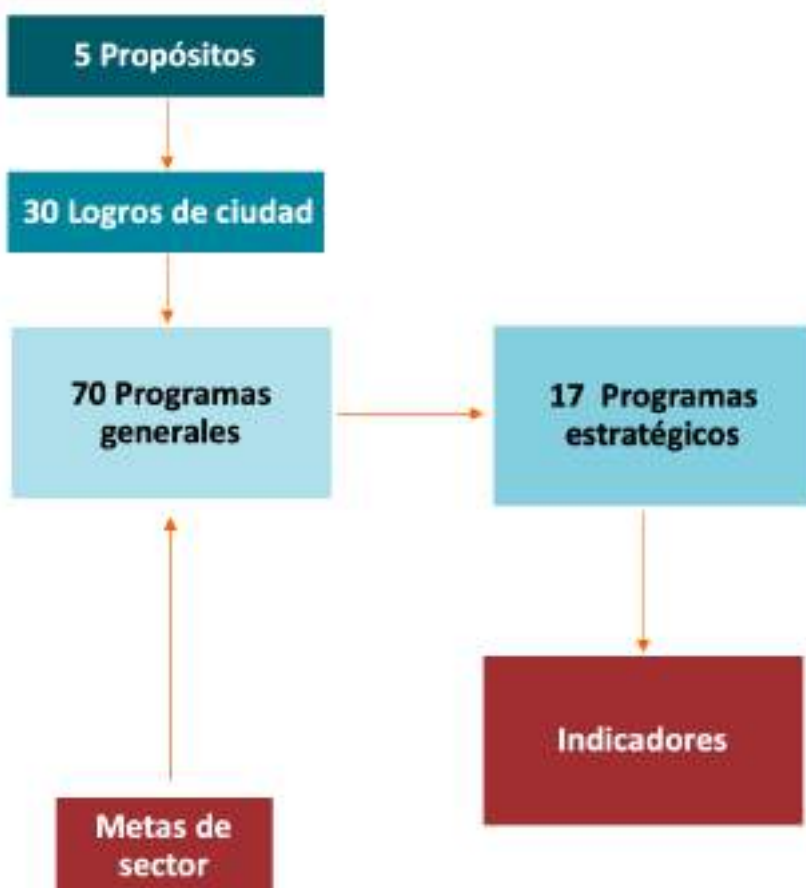 5 Propósitos
30 Logros de ciudad
70 Programas
generales
17 Programas
estratégicos
Indicadores
Metas de
sector